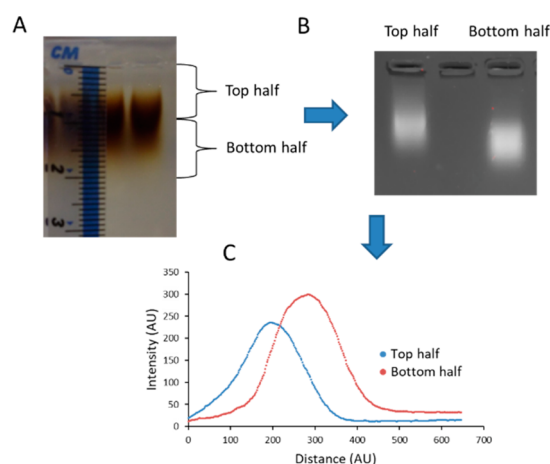 A
CM
Top half
Bottom half
2
3
B
Top half Bottom half
C
Intensity (AU)
350
300
250
200
150
100
50
0
Top half
Bottom half
0 100 200 300 400 500 600 700
Distance (AU)